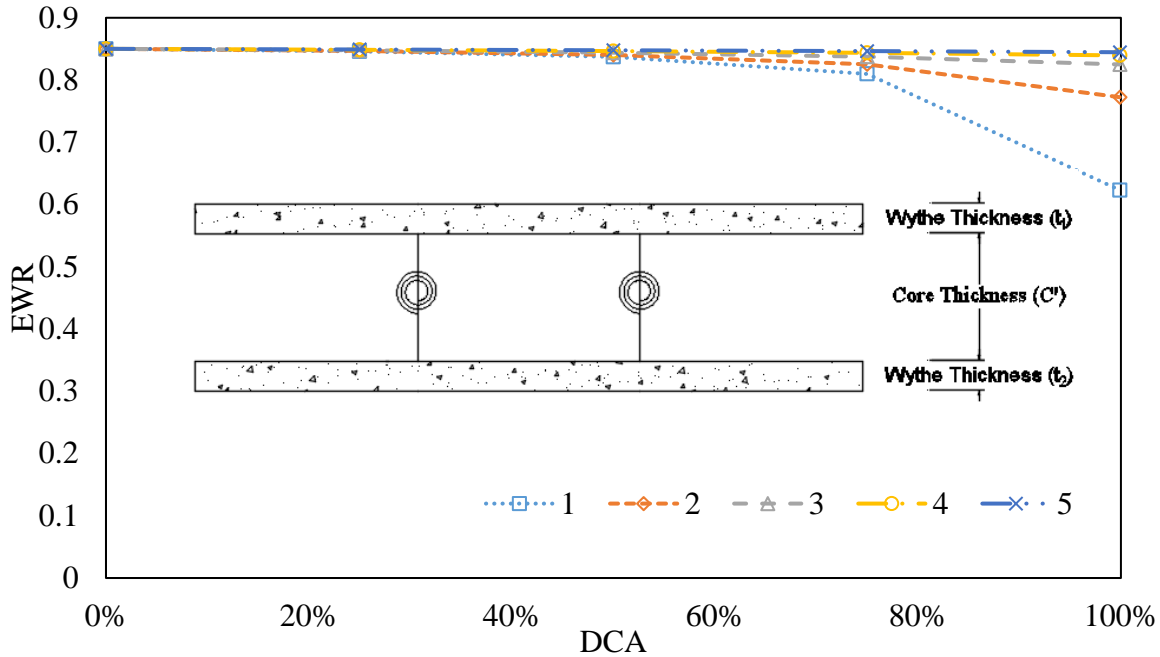 0.9
0.8
0.7
0.6
0.5
0.4
0.3
0.2
0.1
0
EWR
Wythe Thickness (t₁)
Core Thickness (C')
Wythe Thickness (t₂)
1 2 3 4 5
0% 20% 40% 60% 80% 100%
DCA